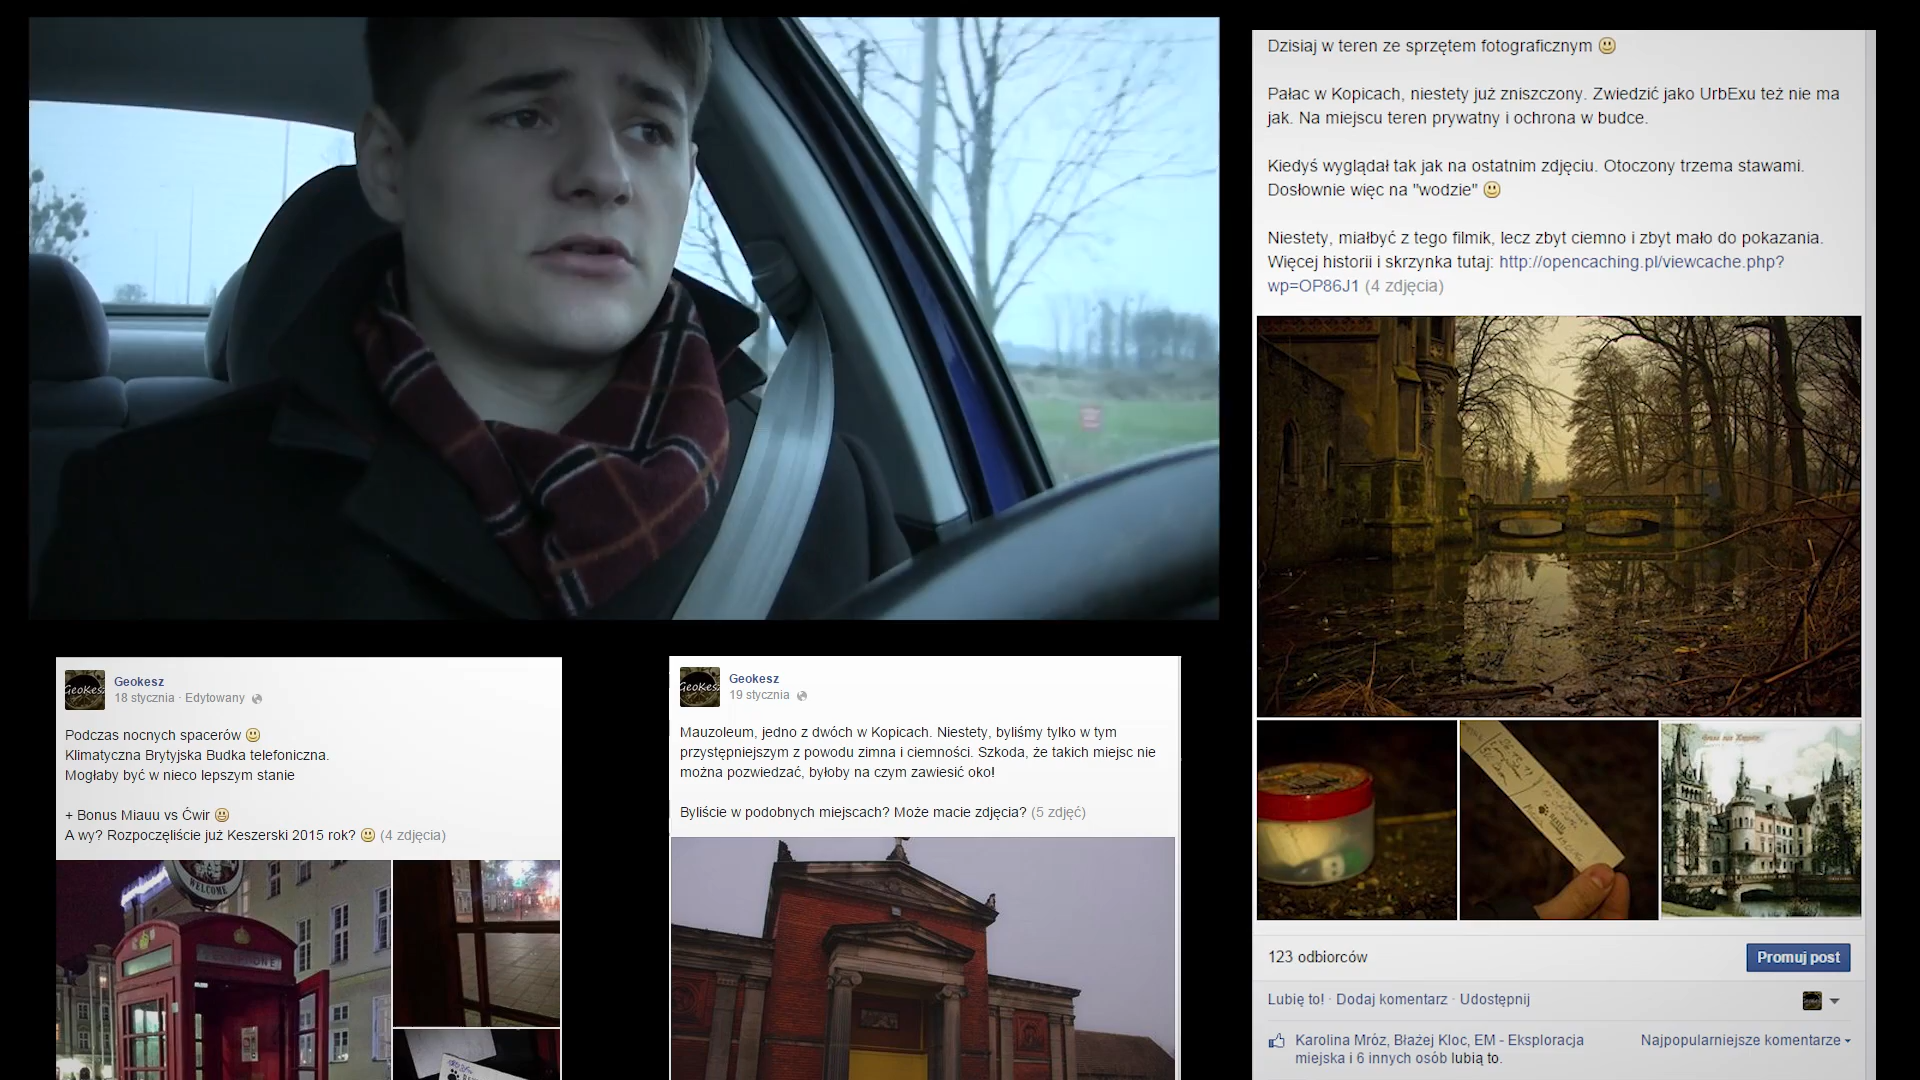 Dzisiaj w teren ze sprzętem fotograficznym
Pałac w Kopicach, niestety już zniszczony. Zwiedzić jako UrbExu też nie ma
jak. Na miejscu teren prywatny i ochrona w budce.
Kiedyś wyglądał tak jak na ostatnim zdjęciu. Otoczony trzema stawami.
Dosłownie więc na "wodzie"
Niestety, miałbyć z tego filmik, lecz zbyt ciemno i zbyt mało do pokazania.
Więcej historii i skrzynka tutaj: http://opencaching.pl/viewcache.php?
wp=OP86J1 (4 zdjęcia)
123 odbiorców
Promuj post
Lubię to! · Dodaj komentarz · Udostępnij
Karolina Mróz, Błażej Kloc, EM - Eksploracja
miejska i 6 innych osób lubią to.
Najpopularniejsze komentarze
GeoKesz
Geokesz
18 stycznia · Edytowany
Podczas nocnych spacerów
Klimatyczna Brytyjska Budka telefoniczna.
Mogłaby być w nieco lepszym stanie
+ Bonus Miauu vs Ćwir
A wy? Rozpoczęliście już Keszerski 2015 rok? (4 zdjęcia)
WELCOME
TELEPHONE
GeoKesz
Geokesz
19 stycznia
Mauzoleum, jedno z dwóch w Kopicach. Niestety, byliśmy tylko w tym
przystępniejszym z powodu zimna i ciemności. Szkoda, że takich miejsc nie
można pozwiedzać, byłoby na czym zawiesić oko!
Byliście w podobnych miejscach? Może macie zdjęcia? (5 zdjęć)